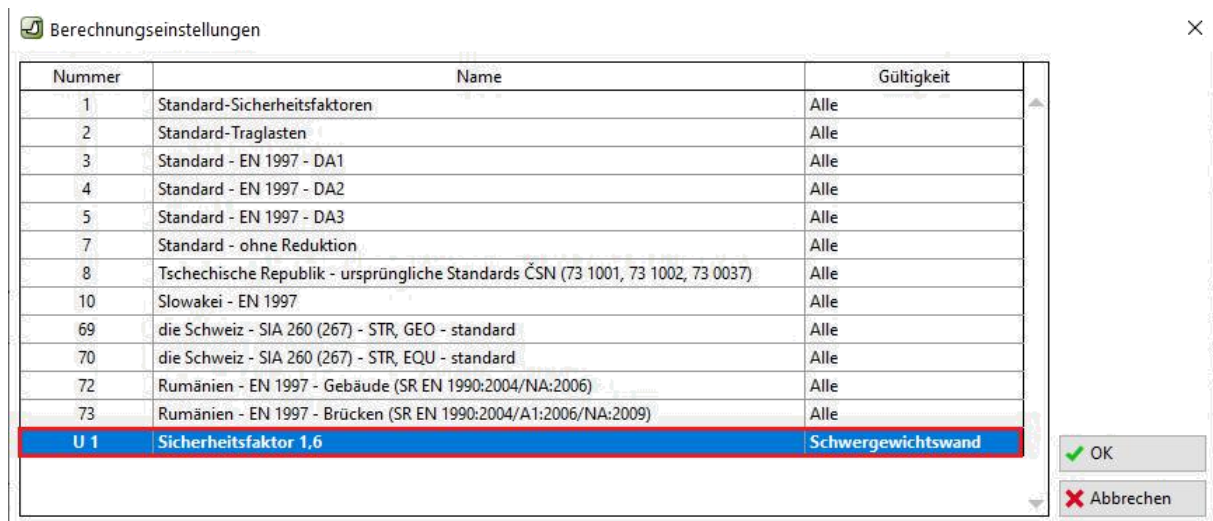 Berechnungseinstellungen
Nummer Name Gültigkeit
1 Standard-Sicherheitsfaktoren Alle
2 Standard-Traglasten Alle
3 Standard - EN 1997 - DA1 Alle
4 Standard - EN 1997 - DA2 Alle
5 Standard - EN 1997 - DA3 Alle
7 Standard - ohne Reduktion Alle
8 Tschechische Republik - ursprüngliche Standards ČSN (73 1001, 73 1002, 73 0037) Alle
10 Slowakei - EN 1997 Alle
69 die Schweiz - SIA 260 (267) - STR, GEO - standard Alle
70 die Schweiz - SIA 260 (267) - STR, EQU - standard Alle
72 Rumänien - EN 1997 - Gebäude (SR EN 1990:2004/NA:2006) Alle
73 Rumänien - EN 1997 - Brücken (SR EN 1990:2004/A1:2006/NA:2009) Alle
U 1 Sicherheitsfaktor 1,6 Schwergewichtswand
OK
Abbrechen